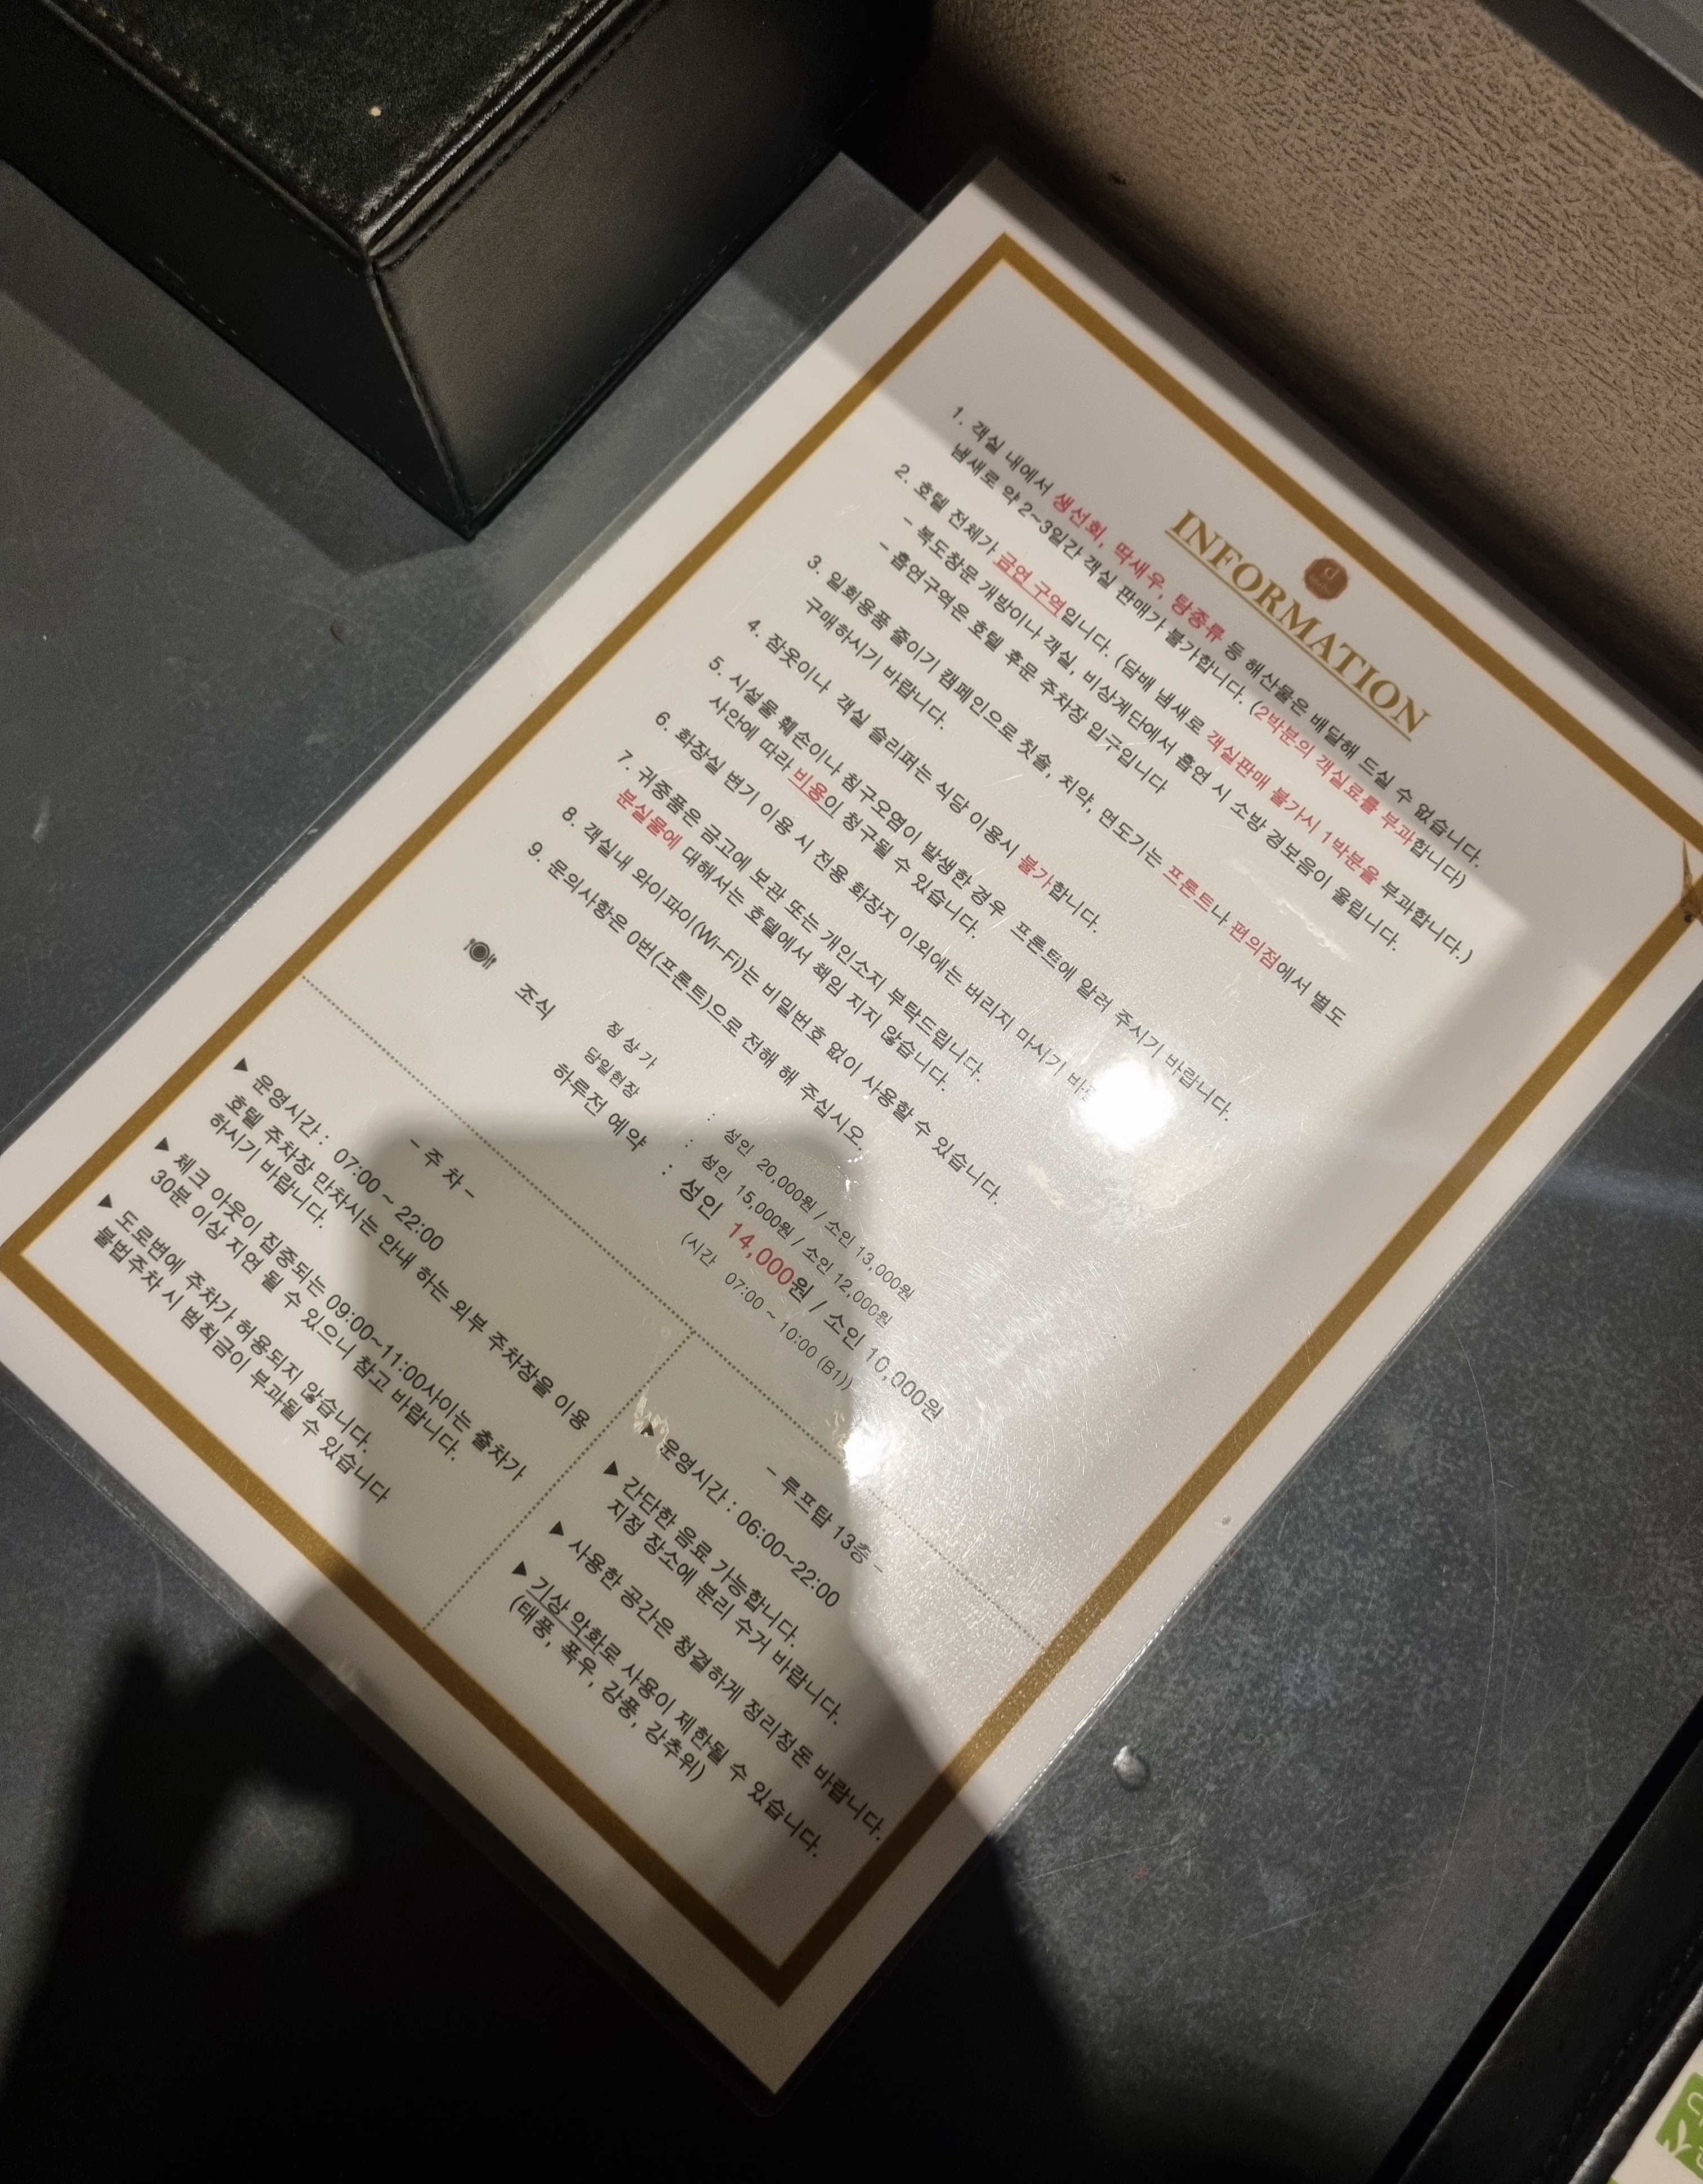 INFORMATION
1. 객실 내에서 생선회, 딱새우, 탕종류 등 해산물은 배달해 드실 수 없습니다.
냄새로 약 2~3일간 객실 판매가 불가합니다. (2박분의 객실료를 부과합니다)
2. 호텔 전체가 금연 구역입니다. (담배 냄새로 객실판매 불가시 1박분을 부과합니다.)
- 복도창문 개방이나 객실, 비상계단에서 흡연 시 소방 경보음이 울립니다.
- 흡연구역은 호텔 후문 주차장 입구입니다
3. 일회용품 줄이기 캠페인으로 칫솔, 치약, 면도기는 프론트나 편의점에서 별도
구매하시기 바랍니다.
4. 잠옷이나 객실 슬리퍼는 식당 이용시 불가합니다.
5. 시설물 훼손이나 침구오염이 발생한 경우 프론트에 알려 주시기 바랍니다.
사안에 따라 비용이 청구될 수 있습니다.
6. 화장실 변기 이용 시 전용 화장지 이외에는 버리지 마시기
7. 귀중품은 금고에 보관 또는 개인소지 부탁드립니다.
분실물에 대해서는 호텔에서 책임 지지 않습니다.
8. 객실내 와이파이(Wi-Fi)는 비밀번호 없이 사용할 수 있습니다.
9. 문의사항은 0번(프론트)으로 전해 해 주십시오.
조식
정 상 가 : 성인 20,000원 / 소인 13,000원
당일현장 : 성인 15,000원 / 소인 12,000원
하루전 예약 : 성인 14,000원 / 소인 10,000원
(시간 07:00 ~ 10:00 (B1))
- 주 차 -
▶ 운영시간 : 07:00 ~ 22:00
호텔 주차장 만차시는 안내 하는 외부 주차장을 이용
하시기 바랍니다.
▶ 체크 아웃이 집중되는 09:00~11:00사이는 출차가
30분 이상 지연 될 수 있으니 참고 바랍니다.
▶ 도로변에 주차가 허용되지 않습니다.
불법주차 시 범칙금이 부과될 수 있습니다
- 루프탑 13층 -
▶ 운영시간 : 06:00~22:00
▶ 간단한 음료 가능합니다.
지정 장소에 분리 수거 바랍니다.
▶ 사용한 공간은 청결하게 정리정돈 바랍니다.
▶ 기상 악화로 사용이 제한될 수 있습니다.
(태풍, 폭우, 강풍, 강추위)